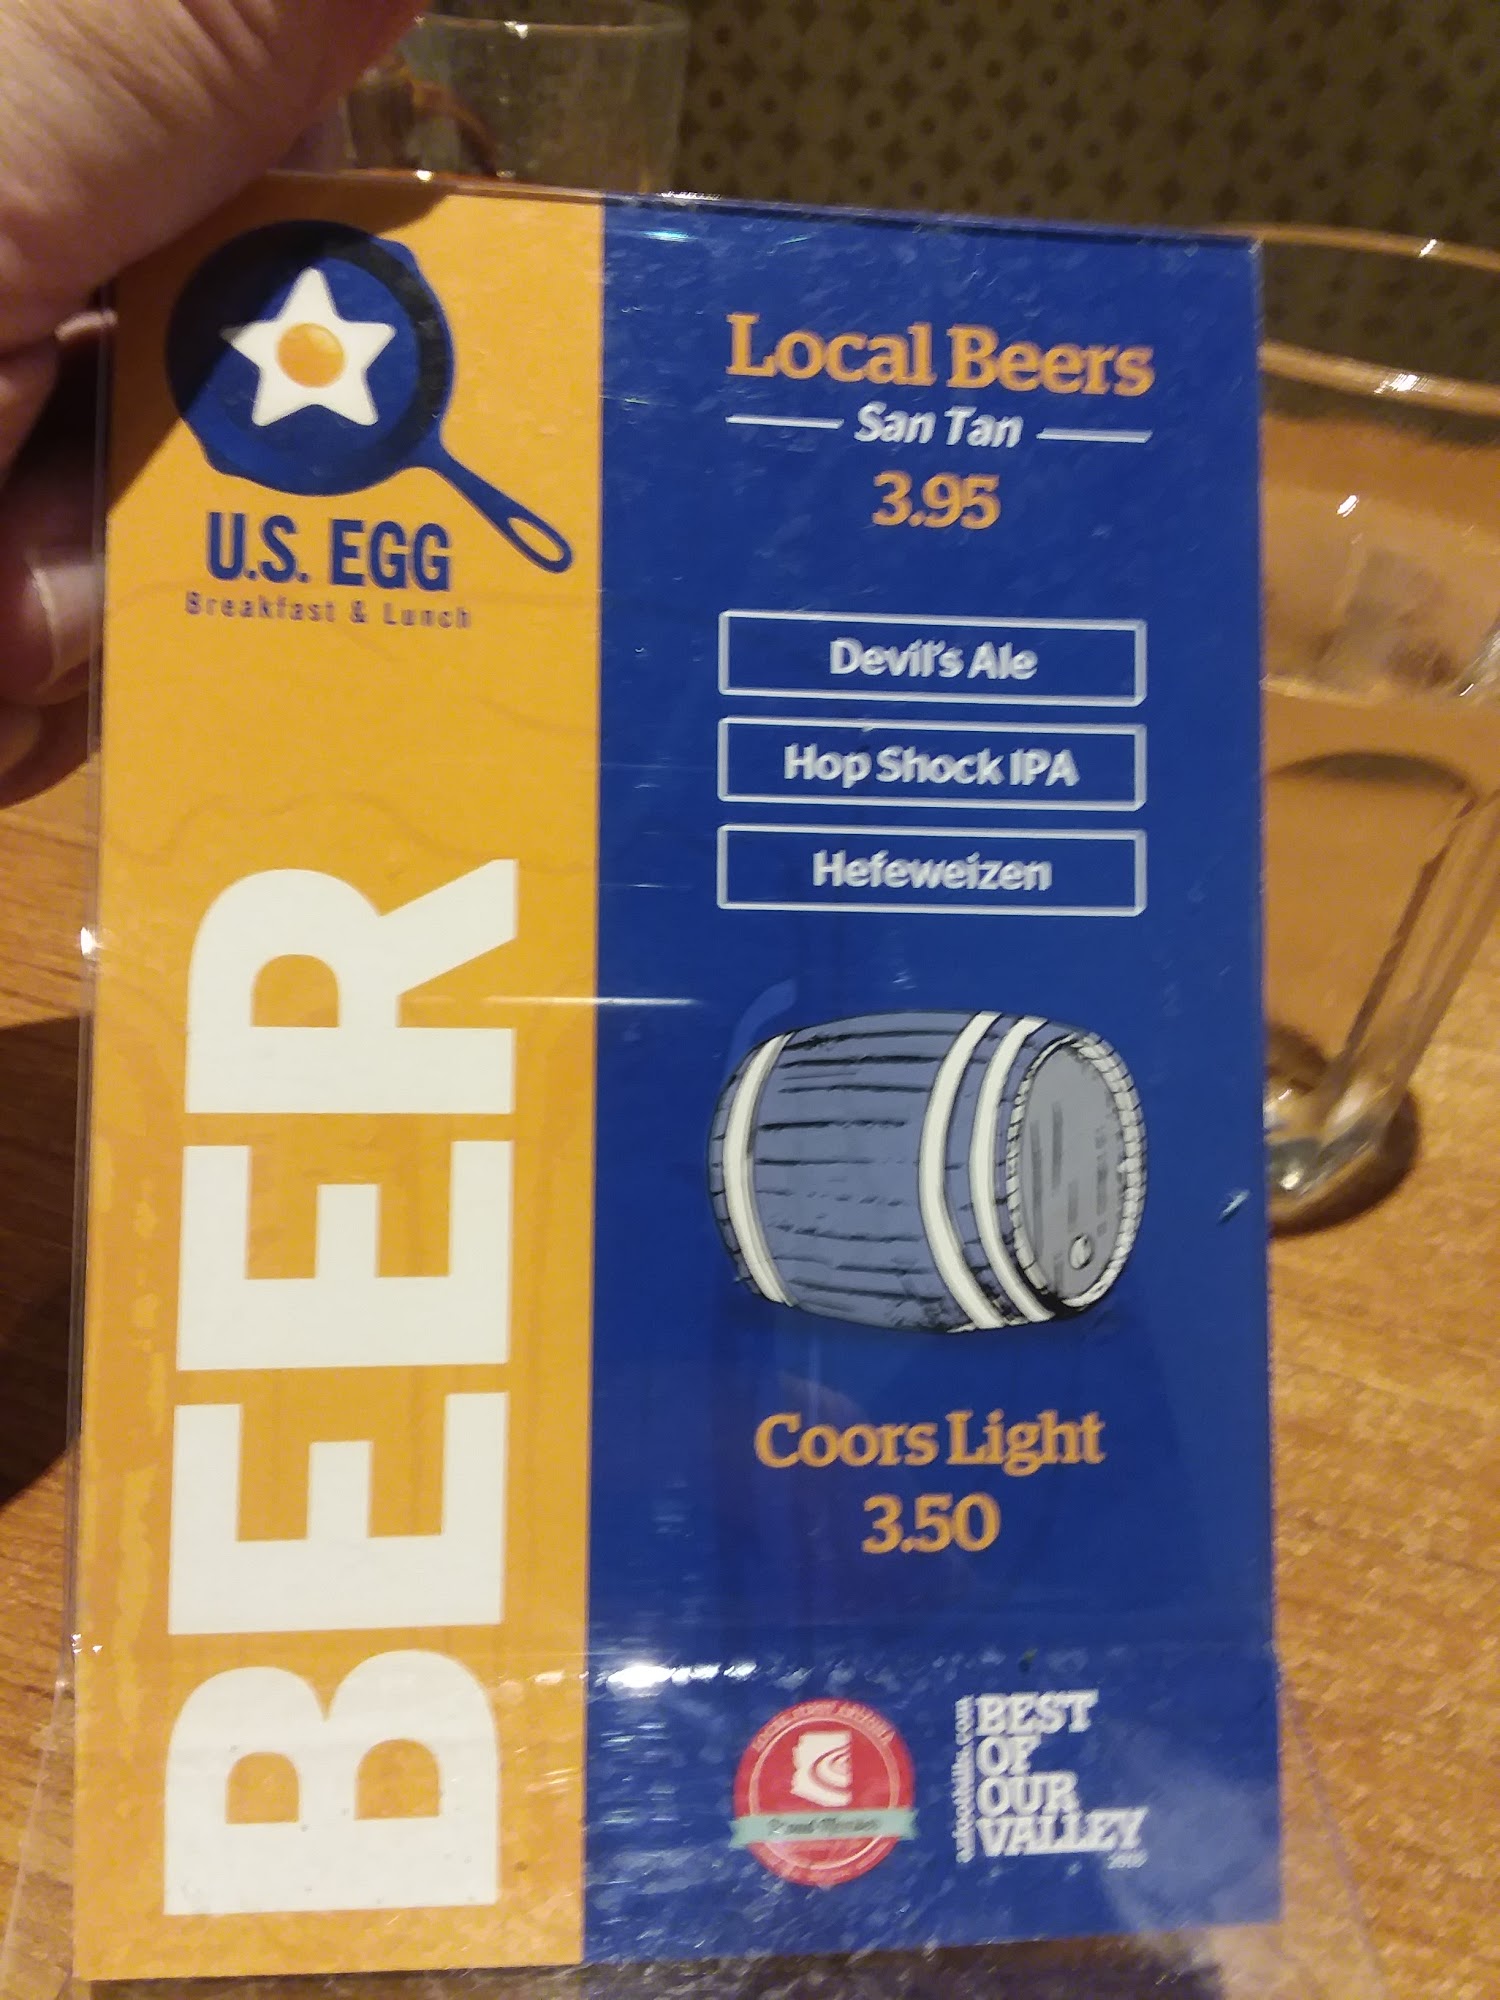 U.S. EGG
Breakfast & Lunch
BEER
Local Beers
San Tan
3.95
Devil's Ale
Hop Shock IPA
Hefeweizen
Coors Light
3.50
BEST
OF
OUR
VALLEY